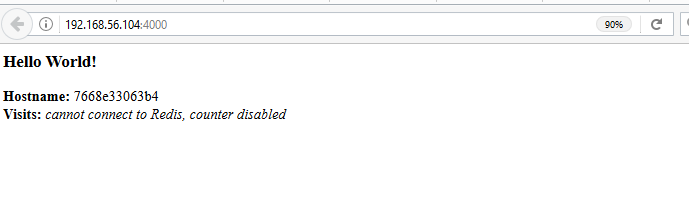 192.168.56.104:4000
90%
Hello World!
Hostname: 7668e33063b4
Visits: cannot connect to Redis, counter disabled